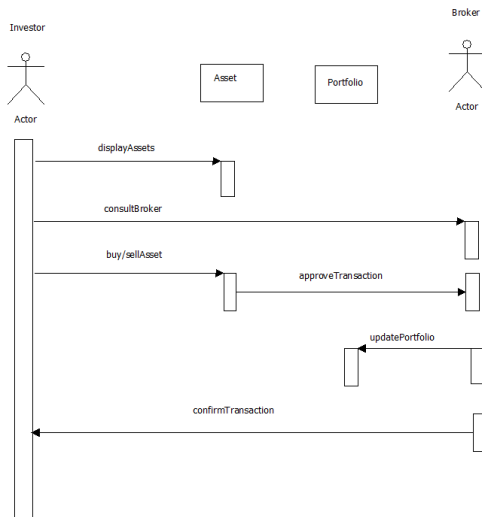 Broker
Investor
Asset
Portfolio
Actor
Actor
displayAssets
consultBroker
buy/sellAsset
approveTransaction
updatePortfolio
confirmTransaction